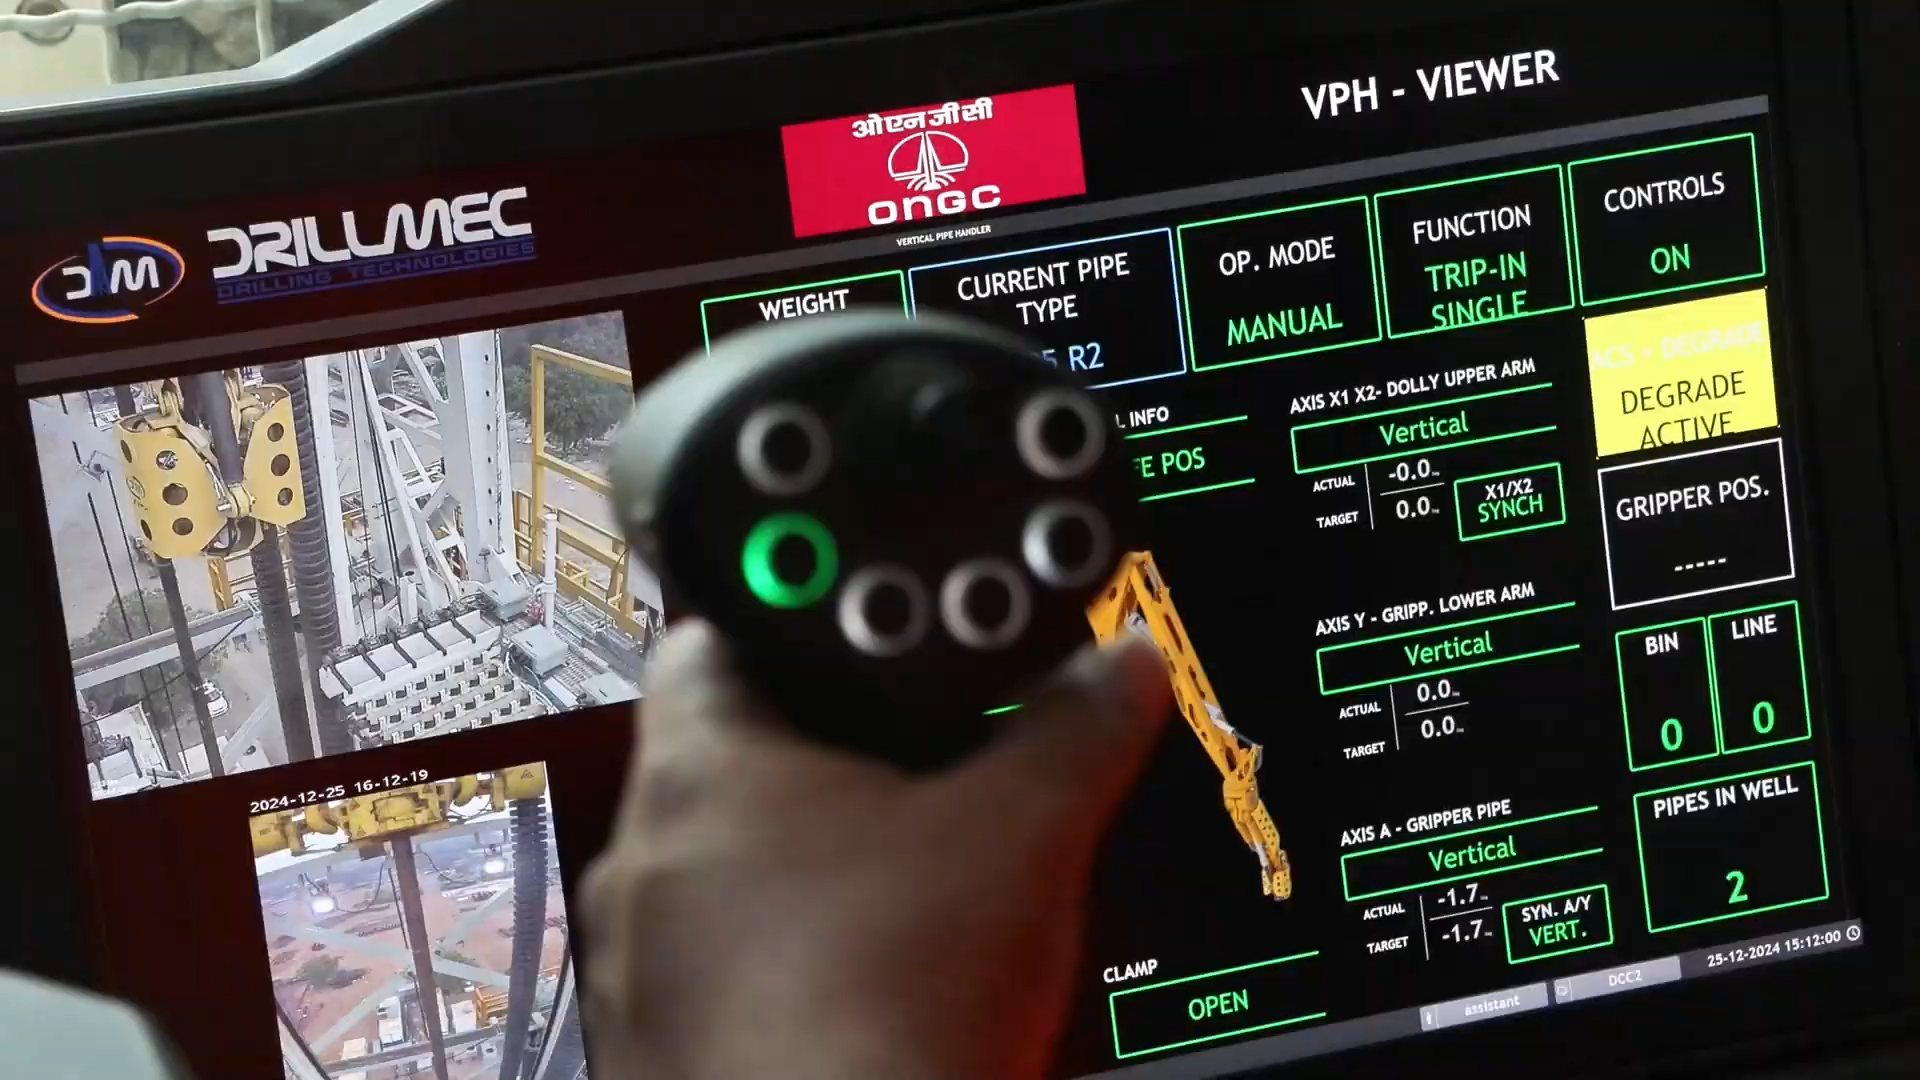 VPH - VIEWER
ओएनजीसी
ONGC
VERTICAL PIPE HANDLER
DM
DRILLMEC
DRILLING TECHNOLOGIES
WEIGHT
CURRENT PIPE
TYPE
R2
OP. MODE
MANUAL
FUNCTION
TRIP-IN
SINGLE
CONTROLS
ON
ACS - DEGRADE
DEGRADE
ACTIVE
INFO
POS
AXIS X1 X2- DOLLY UPPER ARM
Vertical
ACTUAL -0.0
TARGET 0.0
X1/X2
SYNCH
GRIPPER POS.
-----
AXIS Y - GRIPP. LOWER ARM
Vertical
ACTUAL 0.0
TARGET 0.0
BIN
0
LINE
0
AXIS A - GRIPPER PIPE
Vertical
ACTUAL -1.7
TARGET -1.7
SYN. A/Y
VERT.
PIPES IN WELL
2
CLAMP
OPEN
2024-12-25 16-12-19
25-12-2024 15:12:00
assistant
DCC2